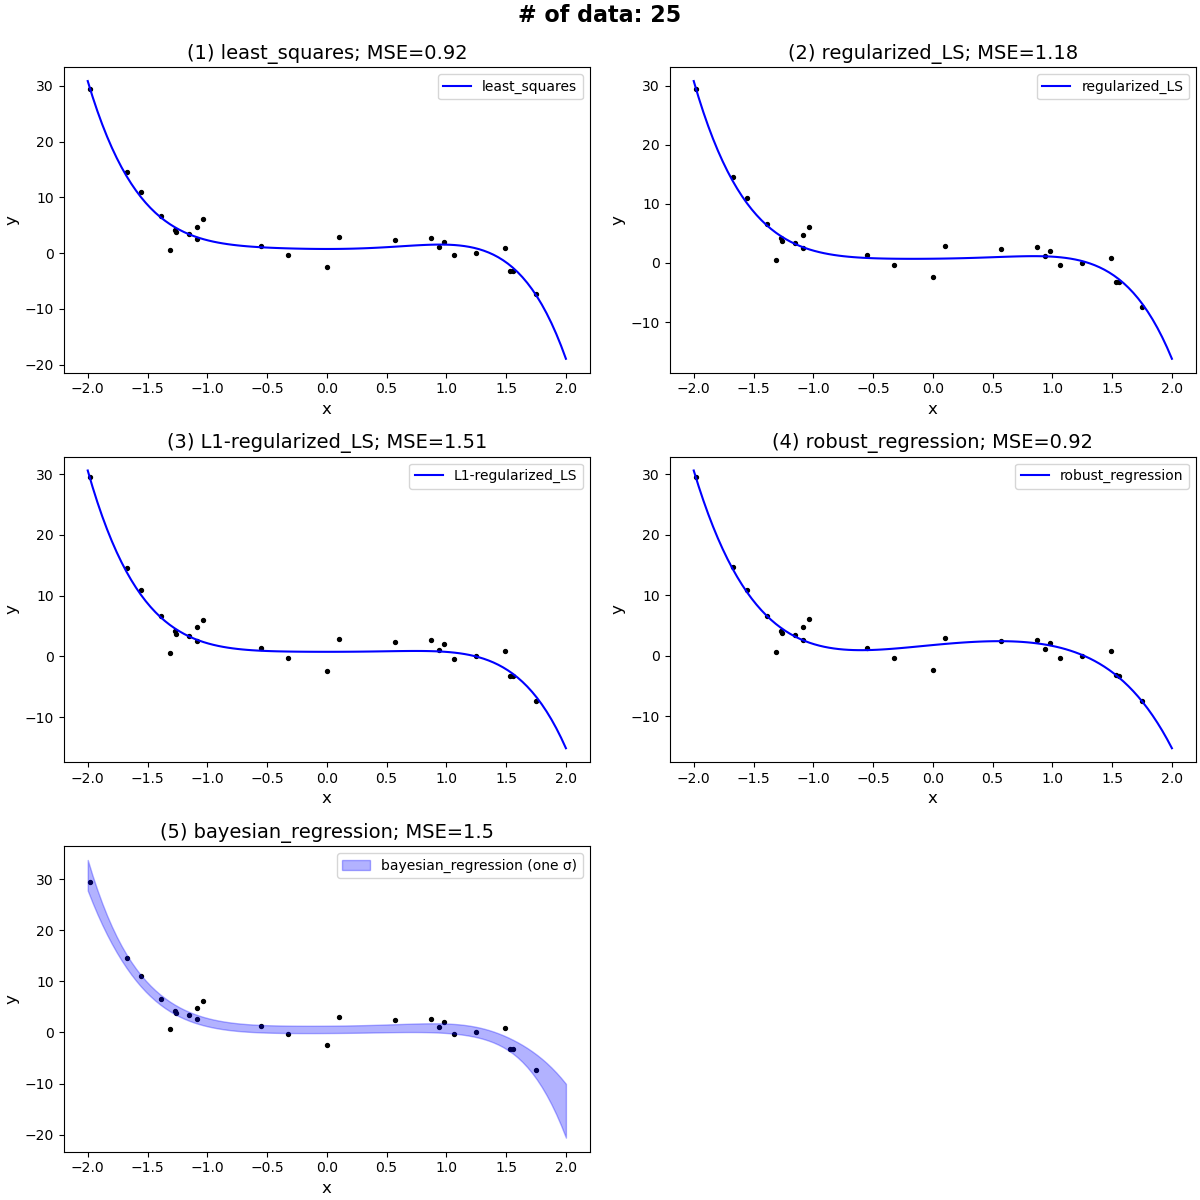 # of data: 25
(1) least_squares; MSE=0.92
least_squares
30
20
10
0
−10
−20
y
−2.0 −1.5 −1.0 −0.5 0.0 0.5 1.0 1.5 2.0
x
(2) regularized_LS; MSE=1.18
regularized_LS
30
20
10
0
−10
y
−2.0 −1.5 −1.0 −0.5 0.0 0.5 1.0 1.5 2.0
x
(3) L1-regularized_LS; MSE=1.51
L1-regularized_LS
30
20
10
0
−10
y
−2.0 −1.5 −1.0 −0.5 0.0 0.5 1.0 1.5 2.0
x
(4) robust_regression; MSE=0.92
robust_regression
30
20
10
0
−10
y
−2.0 −1.5 −1.0 −0.5 0.0 0.5 1.0 1.5 2.0
x
(5) bayesian_regression; MSE=1.5
bayesian_regression (one σ)
30
20
10
0
−10
−20
y
−2.0 −1.5 −1.0 −0.5 0.0 0.5 1.0 1.5 2.0
x